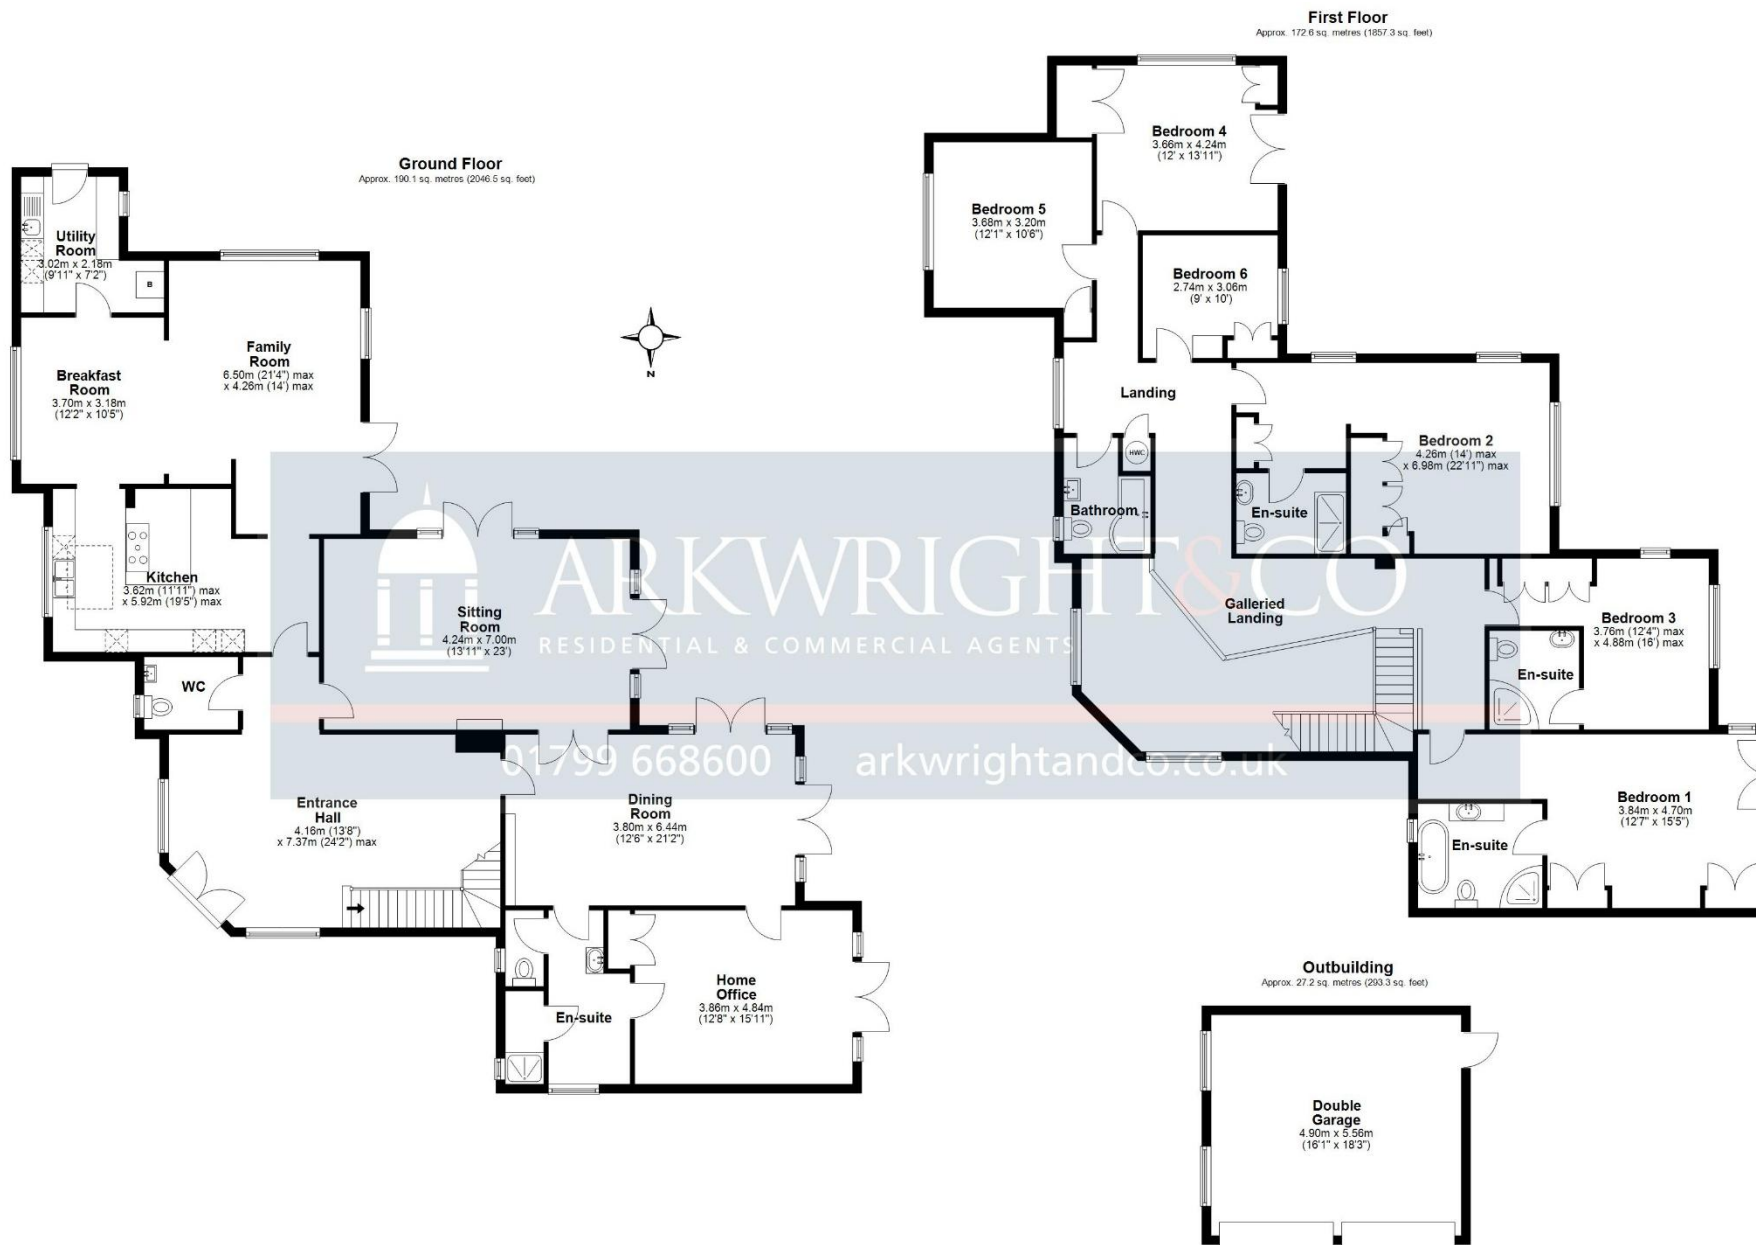 First Floor
Approx. 172.6 sq. metres (1857.3 sq. feet)
Bedroom 4
3.66m x 4.24m
(12' x 13'11")
Bedroom 5
3.68m x 3.20m
(12'1" x 10'6")
Bedroom 6
2.74m x 3.06m
(9' x 10')
Landing
HWC
Bathroom
En-suite
Bedroom 2
4.26m (14') max
x 6.98m (22'11") max
Galleried
Landing
Bedroom 3
3.76m (12'4") max
x 4.88m (16') max
En-suite
Bedroom 1
3.84m x 4.70m
(12'7" x 15'5")
En-suite
Ground Floor
Approx. 190.1 sq. metres (2046.5 sq. feet)
Utility
Room
3.02m x 2.18m
(9'11" x 7'2")
B
Family
Room
6.50m (21'4") max
x 4.26m (14') max
Breakfast
Room
3.70m x 3.18m
(12'2" x 10'5")
Kitchen
3.62m (11'11") max
x 5.92m (19'5") max
WC
Sitting
Room
4.24m x 7.00m
(13'11" x 23')
Entrance
Hall
4.16m (13'8")
x 7.37m (24'2") max
Dining
Room
3.80m x 6.44m
(12'6" x 21'2")
Home
Office
3.86m x 4.84m
(12'8" x 15'11")
En-suite
N
ARKWRIGHT&CO
RESIDENTIAL & COMMERCIAL AGENTS
01799 668600 arkwrightandco.co.uk
Outbuilding
Approx. 27.2 sq. metres (293.3 sq. feet)
Double
Garage
4.90m x 5.56m
(16'1" x 18'3")